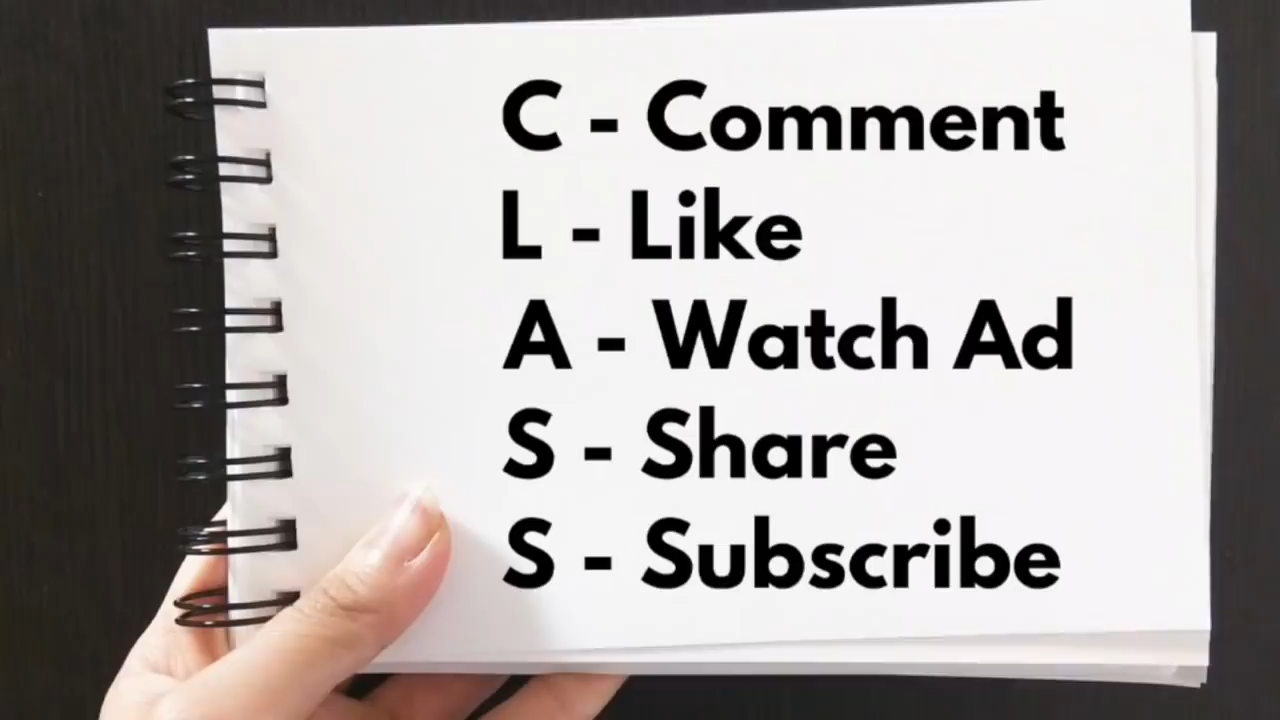 C - Comment
L - Like
A - Watch Ad
S - Share
S - Subscribe